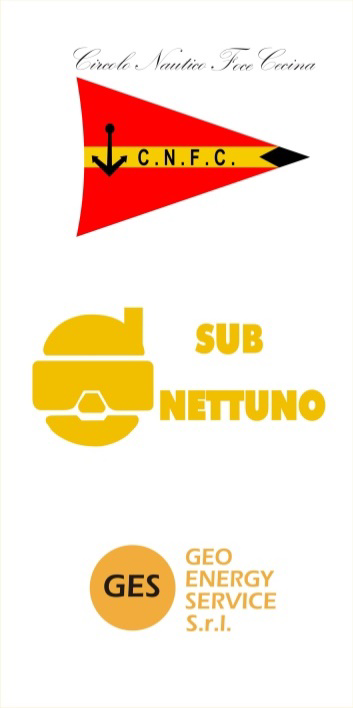 Circolo Nautico Foce Cecina
C.N.F.C.
SUB
NETTUNO
GES
GEO
ENERGY
SERVICE
S.r.l.